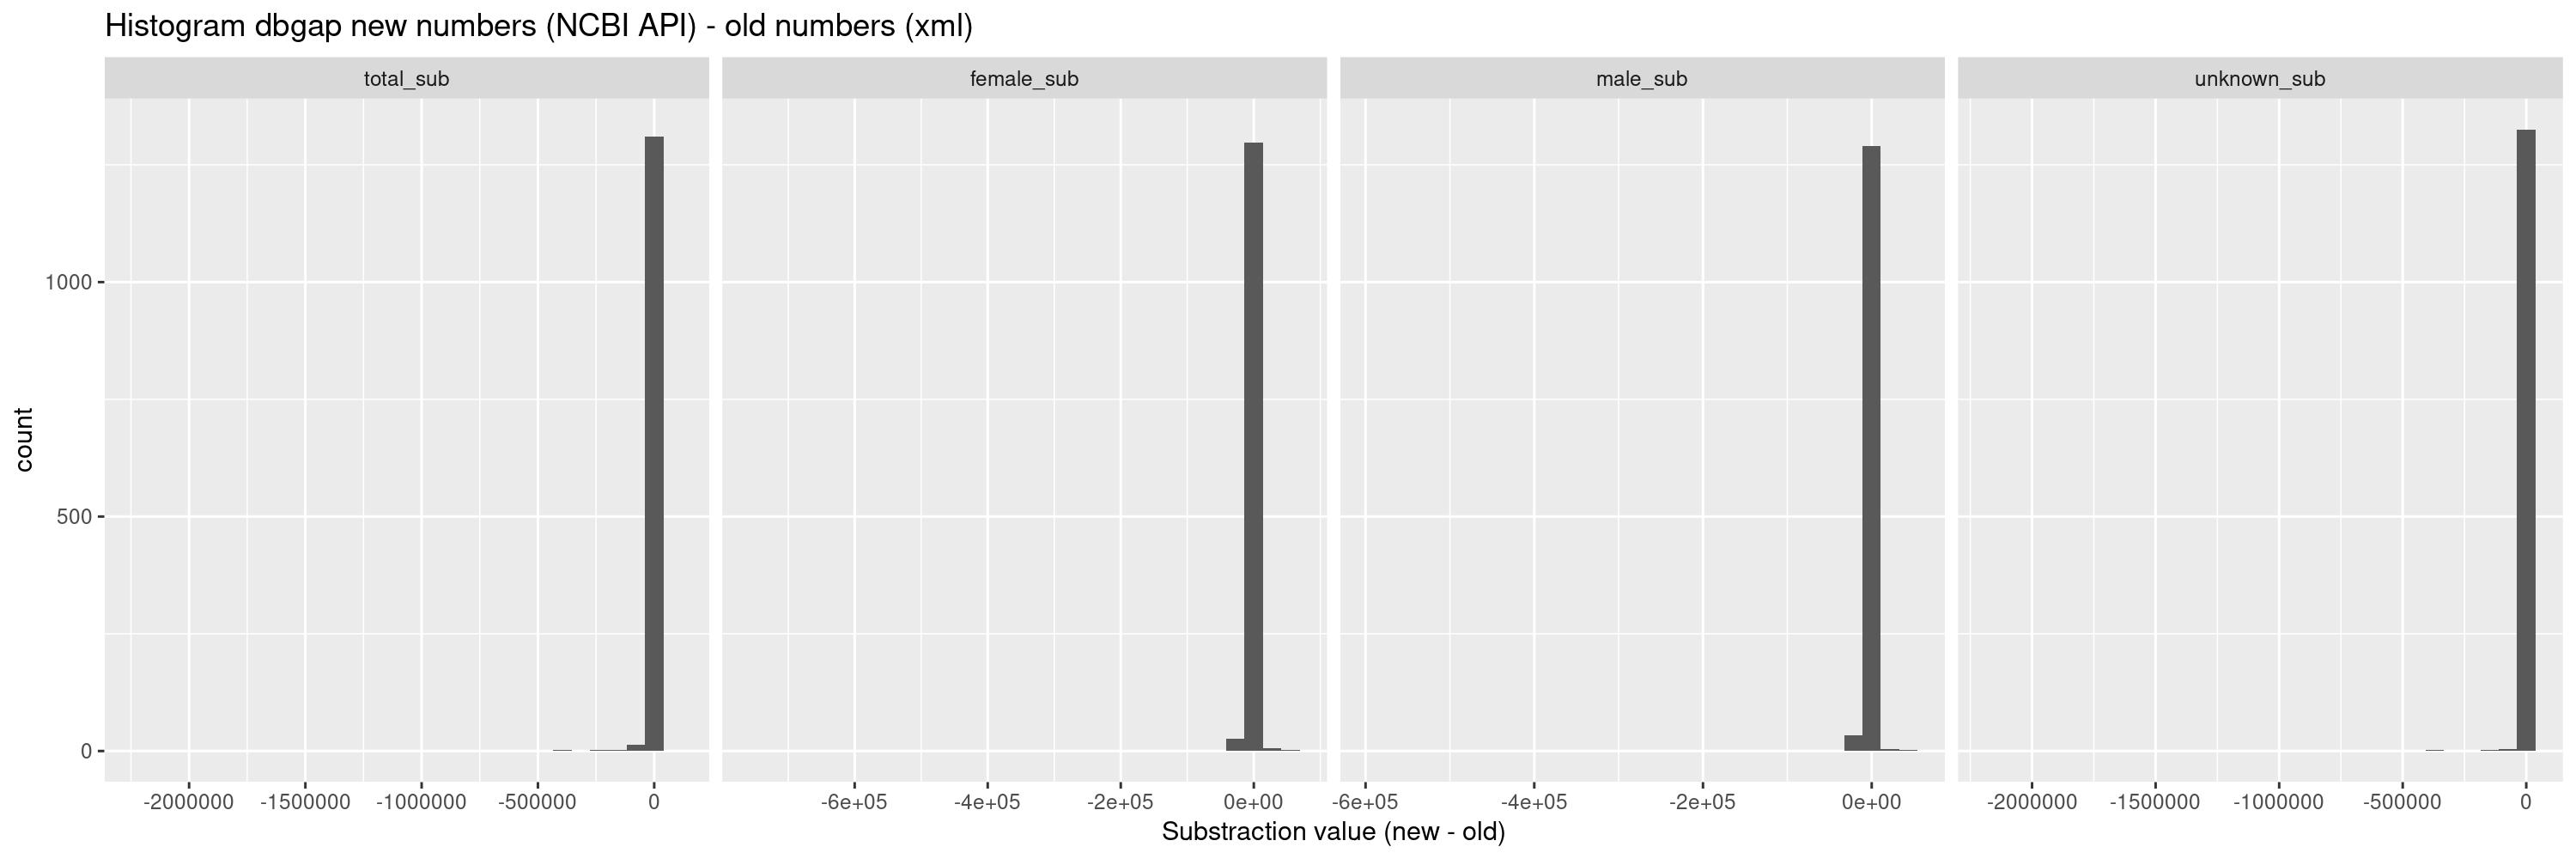 Histogram dbgap new numbers (NCBI API) - old numbers (xml)
total_sub female_sub male_sub unknown_sub
1000
500
0
count
-2000000 -1500000 -1000000 -500000 0 -6e+05 -4e+05 -2e+05 0e+00 -6e+05 -4e+05 -2e+05 0e+00 -2000000 -1500000 -1000000 -500000 0
Substraction value (new - old)